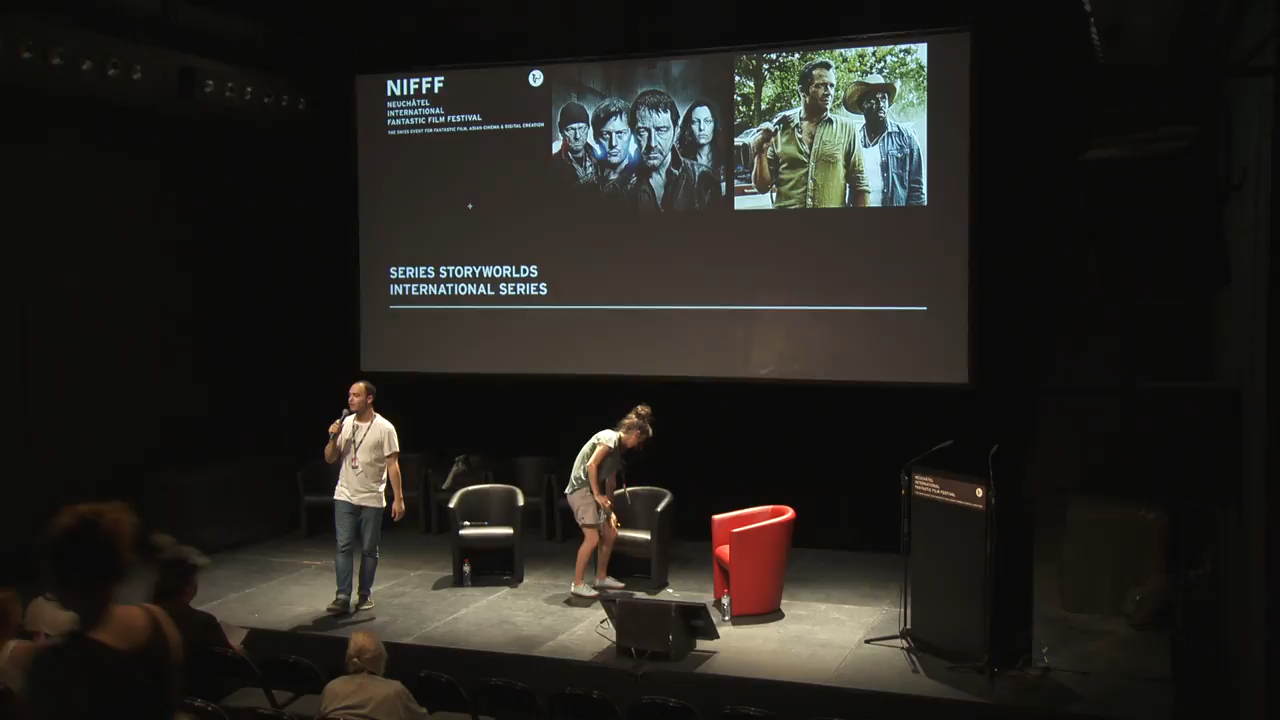 NIFFF
NEUCHÂTEL
INTERNATIONAL
FANTASTIC FILM FESTIVAL
THE SWISS EVENT FOR FANTASTIC FILM, ASIAN CINEMA & DIGITAL CREATION
SERIES STORYWORLDS
INTERNATIONAL SERIES
NEUCHÂTEL
INTERNATIONAL
FANTASTIC FILM FESTIVAL